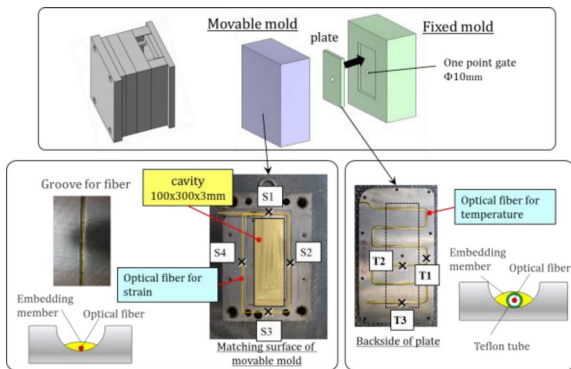 Movable mold
Fixed mold
plate
One point gate
Φ10mm
Groove for fiber
cavity
100x300x3mm
S1
S2
S4
S3
Optical fiber for
strain
Embedding
member
Optical fiber
Matching surface of
movable mold
Optical fiber for
temperature
T2
T1
T3
Backside of plate
Embedding
member
Optical fiber
Teflon tube